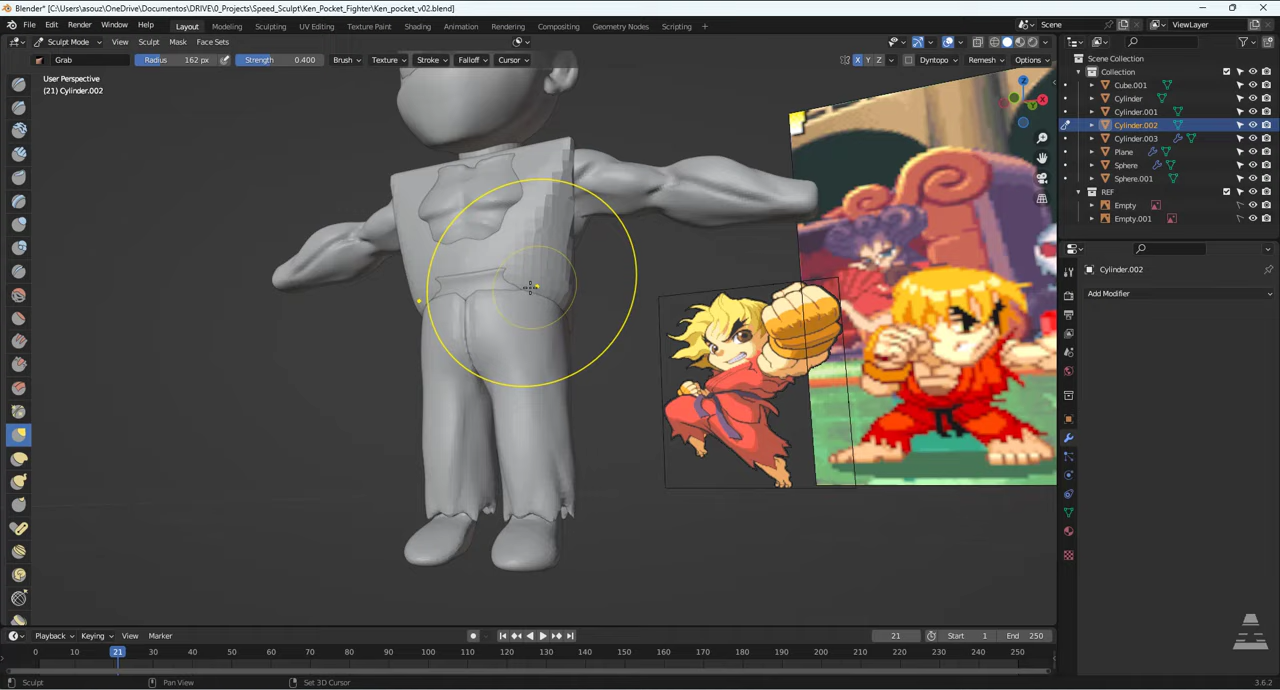 Blender* [C:\Users\asouz\OneDrive\Documentos\DRIVE\0_Projects\Speed_Sculpt\Ken_Pocket_Fighter\Ken_pocket_v02.blend]
File Edit Render Window Help Layout Modeling Sculpting UV Editing Texture Paint Shading Animation Rendering Compositing Geometry Nodes Scripting + Scene ViewLayer
Sculpt Mode View Sculpt Mask Face Sets
Grab Radius 162 px Strength 0.400 Brush Texture Stroke Falloff Cursor X Y Z Dyntopo Remesh Options
User Perspective
(21) Cylinder.002
Z
X
Y
Scene Collection
Collection
Cube.001
Cylinder
Cylinder.001
Cylinder.002
Cylinder.003
Plane
Sphere
Sphere.001
REF
Empty
Empty.001
Cylinder.002
Add Modifier
Playback Keying View Marker 21 Start 1 End 250
0 10 21 30 40 50 60 70 80 90 100 110 120 130 140 150 160 170 180 190 200 210 220 230 240 250
Sculpt Pan View Set 3D Cursor 3.6.2